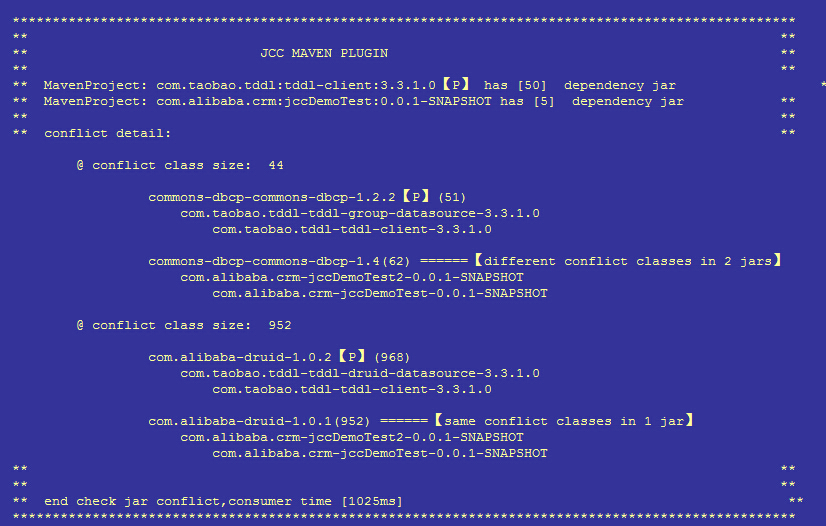 **************************************************************************************************
** **
** JCC MAVEN PLUGIN **
** **
** MavenProject: com.taobao.tddl:tddl-client:3.3.1.0【P】 has [50] dependency jar *
** MavenProject: com.alibaba.crm:jccDemoTest:0.0.1-SNAPSHOT has [5] dependency jar **
** **
** conflict detail: **
@ conflict class size: 44
commons-dbcp-commons-dbcp-1.2.2【P】(51)
com.taobao.tddl-tddl-group-datasource-3.3.1.0
com.taobao.tddl-tddl-client-3.3.1.0
commons-dbcp-commons-dbcp-1.4(62) ======【different conflict classes in 2 jars】
com.alibaba.crm-jccDemoTest2-0.0.1-SNAPSHOT
com.alibaba.crm-jccDemoTest-0.0.1-SNAPSHOT
@ conflict class size: 952
com.alibaba-druid-1.0.2【P】(968)
com.taobao.tddl-tddl-druid-datasource-3.3.1.0
com.taobao.tddl-tddl-client-3.3.1.0
com.alibaba-druid-1.0.1(952) ======【same conflict classes in 1 jar】
com.alibaba.crm-jccDemoTest2-0.0.1-SNAPSHOT
com.alibaba.crm-jccDemoTest-0.0.1-SNAPSHOT
** **
** **
** end check jar conflict,consumer time [1025ms] **
**************************************************************************************************